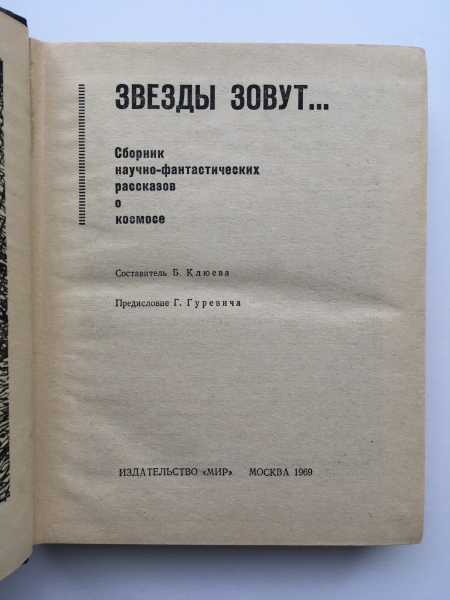 ЗВЕЗДЫ ЗОВУТ...
Сборник
научно-фантастических
рассказов
о
космосе
Составитель Б. Клюева
Предисловие Г. Гуревича
ИЗДАТЕЛЬСТВО «МИР» МОСКВА 1969